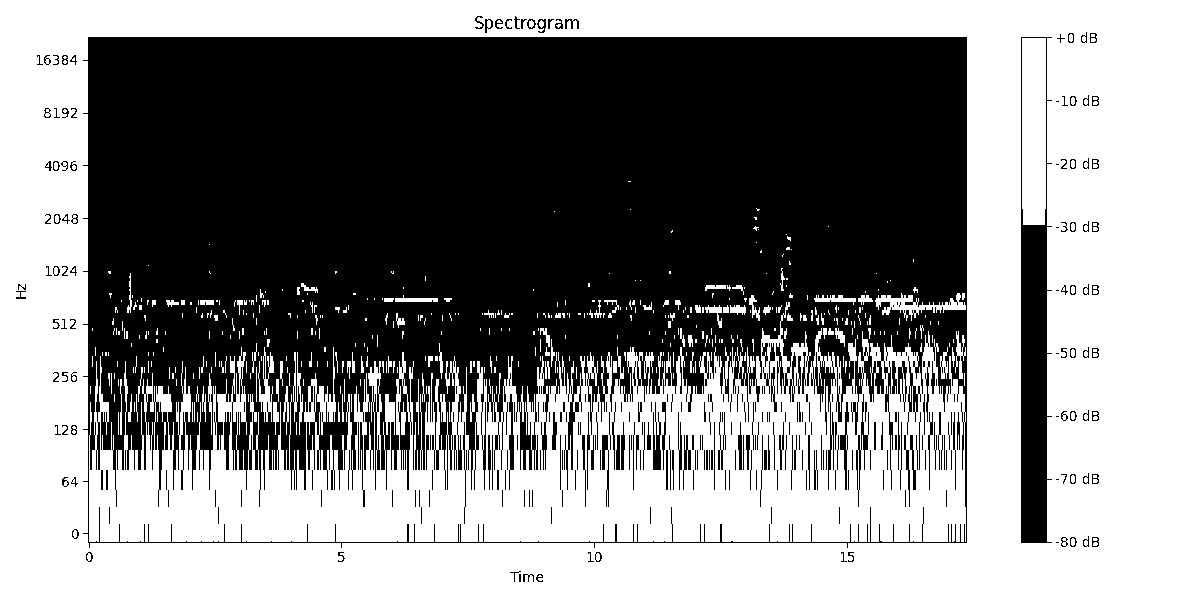 Spectrogram
Hz
16384
8192
4096
2048
1024
512
256
128
64
0
0
5
10
15
Time
+0 dB
-10 dB
-20 dB
-30 dB
-40 dB
-50 dB
-60 dB
-70 dB
-80 dB